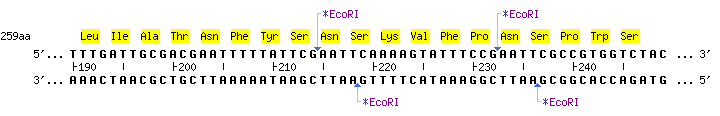 *EcoRI *EcoRI
259aa Leu Ile Ala Thr Asn Phe Tyr Ser Asn Ser Lys Val Phe Pro Asn Ser Pro Trp Ser
5′... TTTGATTGCGACGAATTTTTATTCGAATTCAAAAGTATTTCCGAATTCGCCGTGGTCTAC ... 3′
190 200 210 220 230 240
3′... AAACTAACGCTGCTTAAAAATAAGCTTAAGTTTTCATAAAGGCTTAAGCGGCACCAGATG ... 5′
*EcoRI *EcoRI